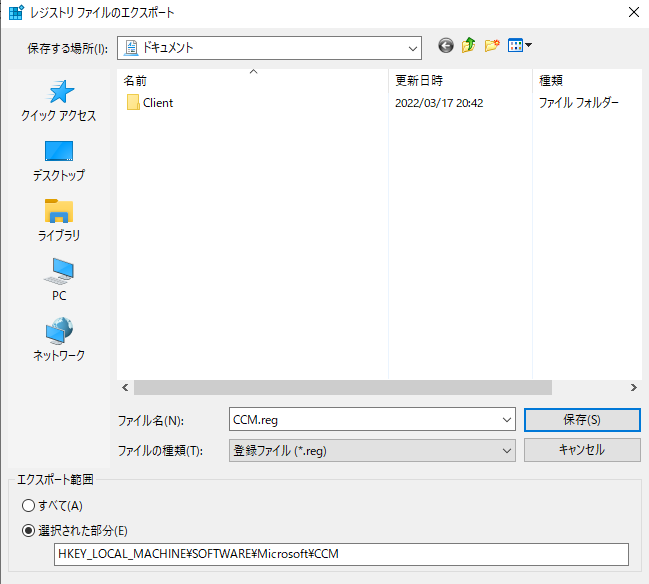 レジストリ ファイルのエクスポート
保存する場所(I):
ドキュメント
名前
更新日時
種類
Client
2022/03/17 20:42
ファイル フォルダー
クイック アクセス
デスクトップ
ライブラリ
PC
ネットワーク
ファイル名(N):
CCM.reg
保存(S)
ファイルの種類(T):
登録ファイル (*.reg)
キャンセル
エクスポート範囲
すべて(A)
選択された部分(E)
HKEY_LOCAL_MACHINE¥SOFTWARE¥Microsoft¥CCM